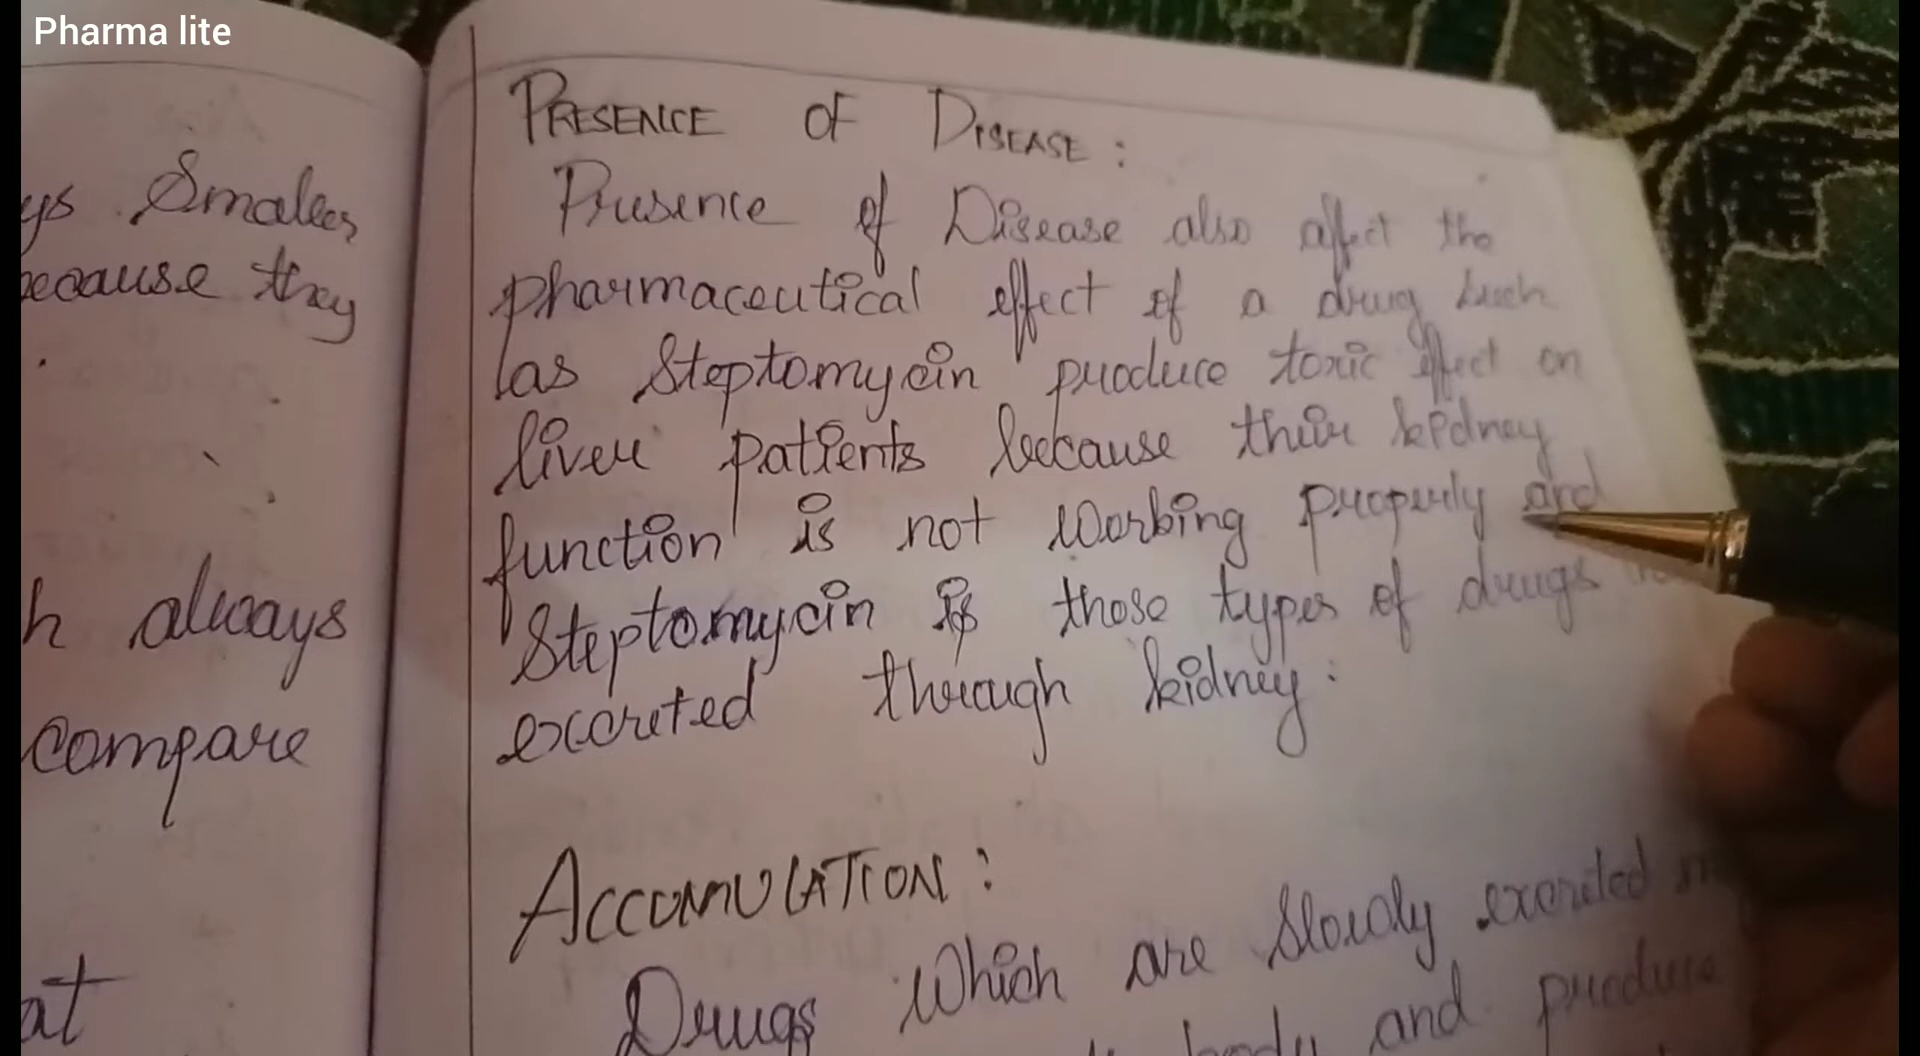 Pharma lite
ys Smaller
because they
h always
compare
at
PRESENCE OF DISEASE:
Presence of Disease also affect the
pharmaceutical effect of a drug such
as Steptomycin produce toxic effect on
liver patients because their kidney
function is not working properly and
Steptomycin is those types of drugs
excreted through kidney.
ACCOMULATION:
Drugs which are slowly excreted
body and produce